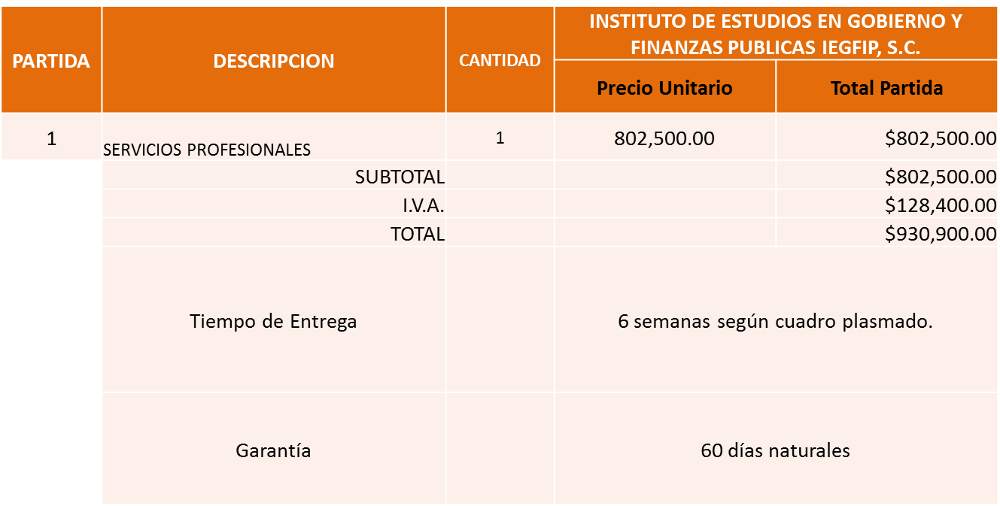 PARTIDA
DESCRIPCION
CANTIDAD
INSTITUTO DE ESTUDIOS EN GOBIERNO Y
FINANZAS PUBLICAS IEGFIP, S.C.
Precio Unitario
Total Partida
1
SERVICIOS PROFESIONALES
1
802,500.00
$802,500.00
SUBTOTAL
$802,500.00
I.V.A.
$128,400.00
TOTAL
$930,900.00
Tiempo de Entrega
6 semanas según cuadro plasmado.
Garantía
60 días naturales